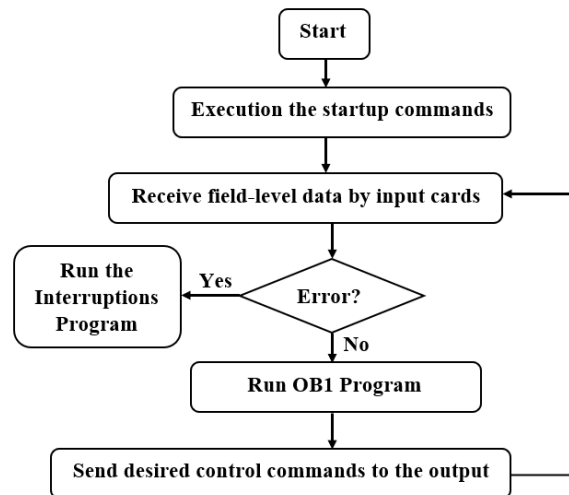 Start
Execution the startup commands
Receive field-level data by input cards
Run the
Interruptions
Program
Yes
Error?
No
Run OB1 Program
Send desired control commands to the output